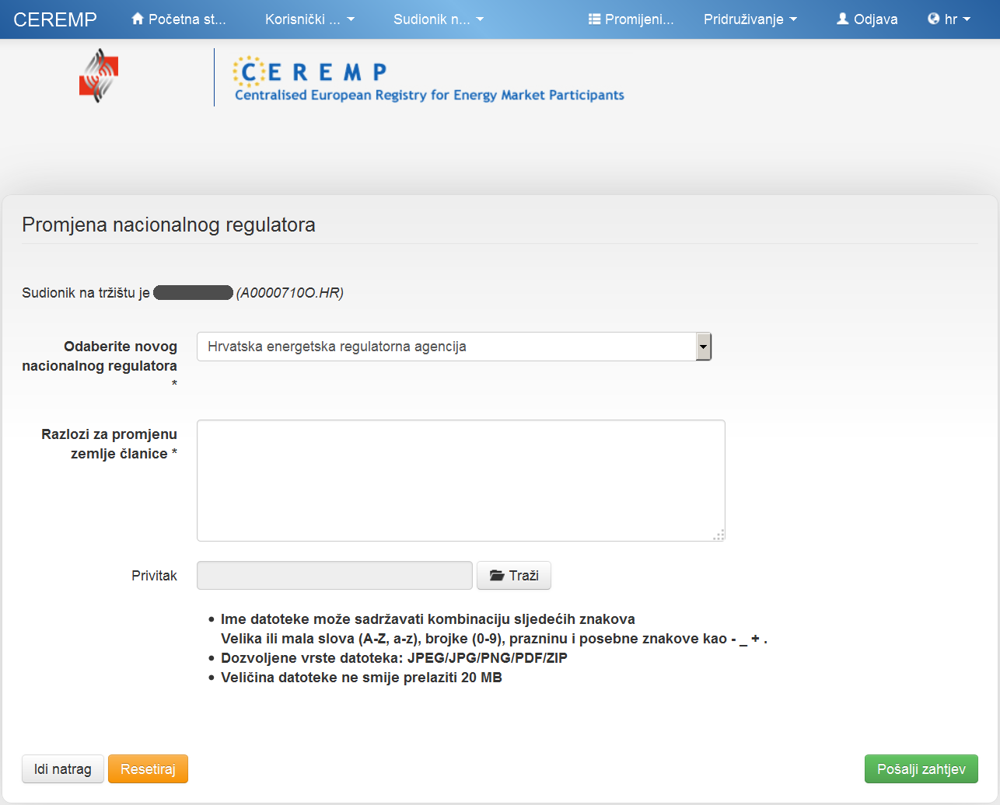 CEREMP Početna st... Korisnički ... Sudionik n... Promijeni... Pridruživanje Odjava hr
CEREMP
Centralised European Registry for Energy Market Participants
Promjena nacionalnog regulatora
Sudionik na tržištu je (A0000710O.HR)
Odaberite novog
nacionalnog regulatora
*
Hrvatska energetska regulatorna agencija
Razlozi za promjenu
zemlje članice *
Privitak
Traži
Ime datoteke može sadržavati kombinaciju sljedećih znakova
Velika ili mala slova (A-Z, a-z), brojke (0-9), prazninu i posebne znakove kao - _ + .
Dozvoljene vrste datoteka: JPEG/JPG/PNG/PDF/ZIP
Veličina datoteke ne smije prelaziti 20 MB
Idi natrag Resetiraj Pošalji zahtjev